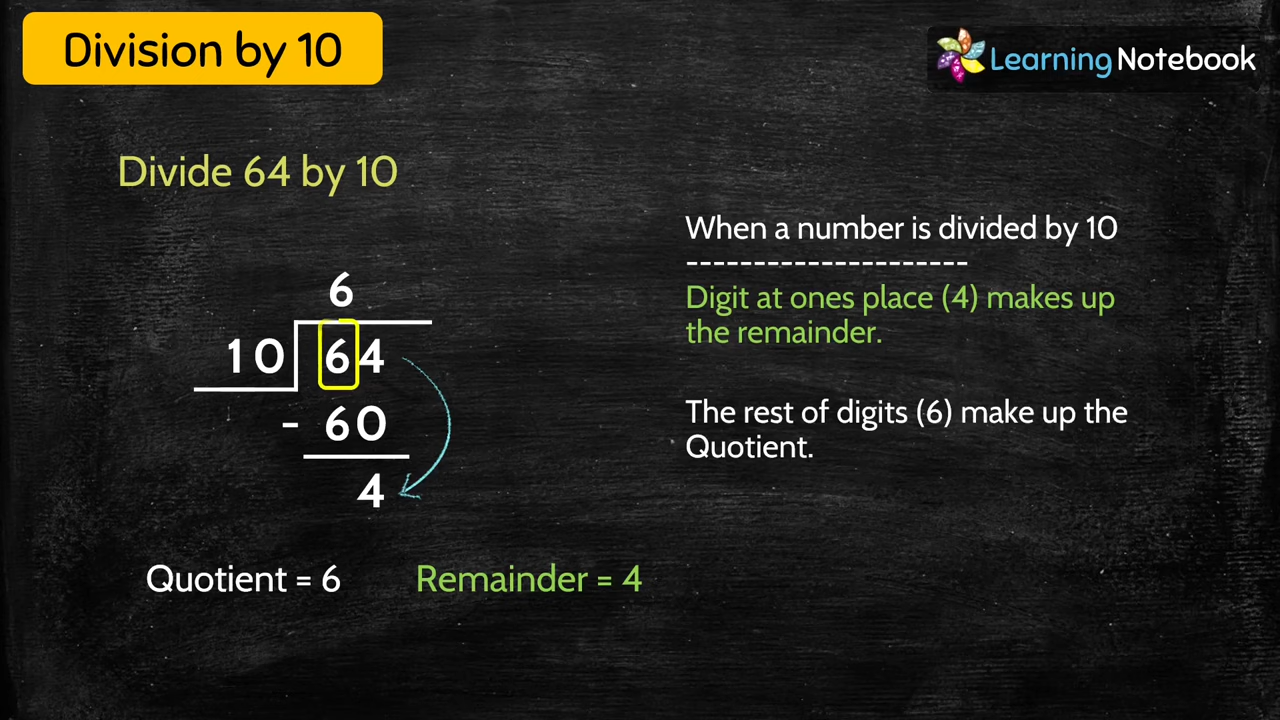 Division by 10
Learning Notebook
Divide 64 by 10
6
10 64
- 60
4
When a number is divided by 10
---------------------
Digit at ones place (4) makes up
the remainder.
The rest of digits (6) make up the
Quotient.
Quotient = 6 Remainder = 4